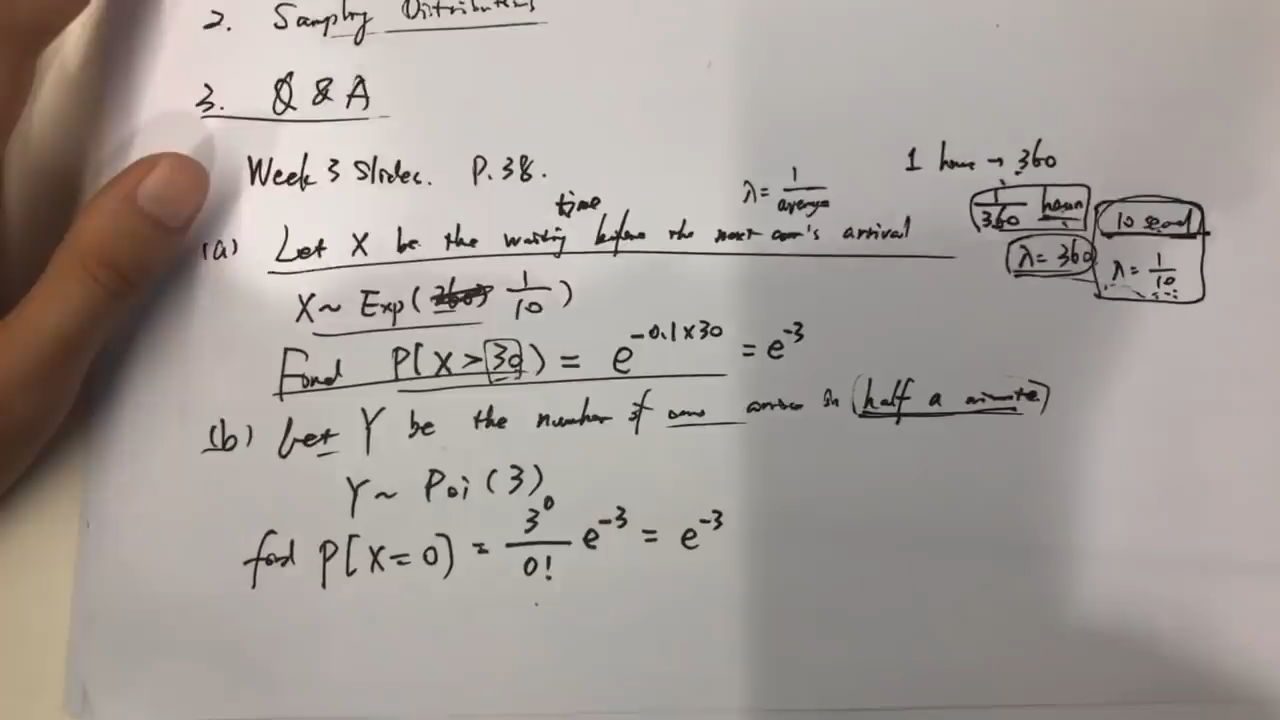 2. Sampling Distributions
3. Q & A
Week 3 Slides. P.38.
1 hour → 360
1/360 hour
10 second
λ = 360
λ = 1/10
λ = 1/average
(a) Let X be the waiting time before the next car's arrival
X ~ Exp( 1/10 )
Find P(X > 30) = e^-0.1×30 = e^-3
(b) Let Y be the number of cars arrives in (half a minute)
Y ~ Poi (3)
find P[X = 0) = 3^0/0! e^-3 = e^-3